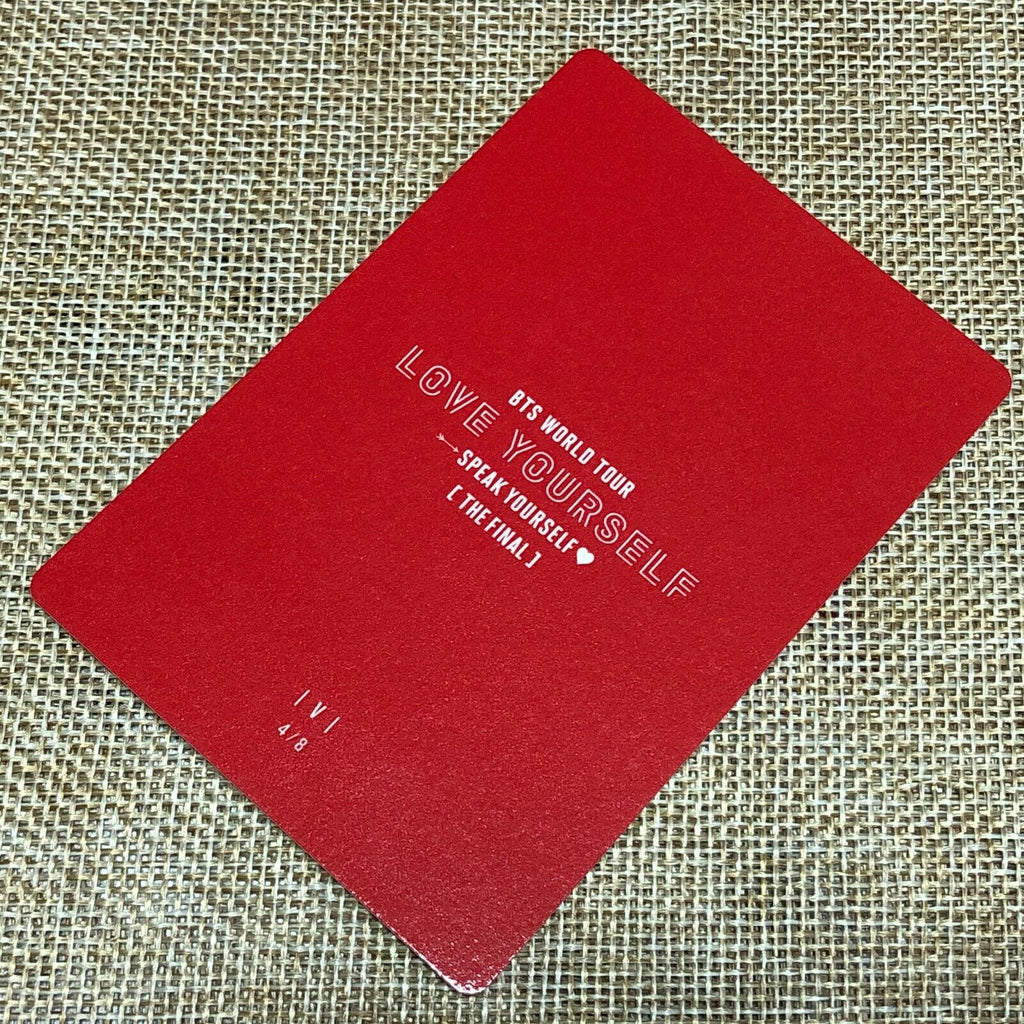 BTS WORLD TOUR
LOVE YOURSELF
SPEAK YOURSELF
[ THE FINAL ]
| V |
4/8